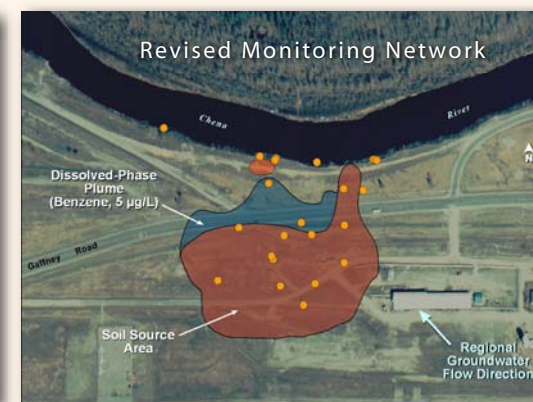 Revised Monitoring Network
Chena
River
N
Dissolved-Phase
Plume
(Benzene, 5 µg/L)
Gaffney Road
Soil Source
Area
Regional
Groundwater
Flow Direction